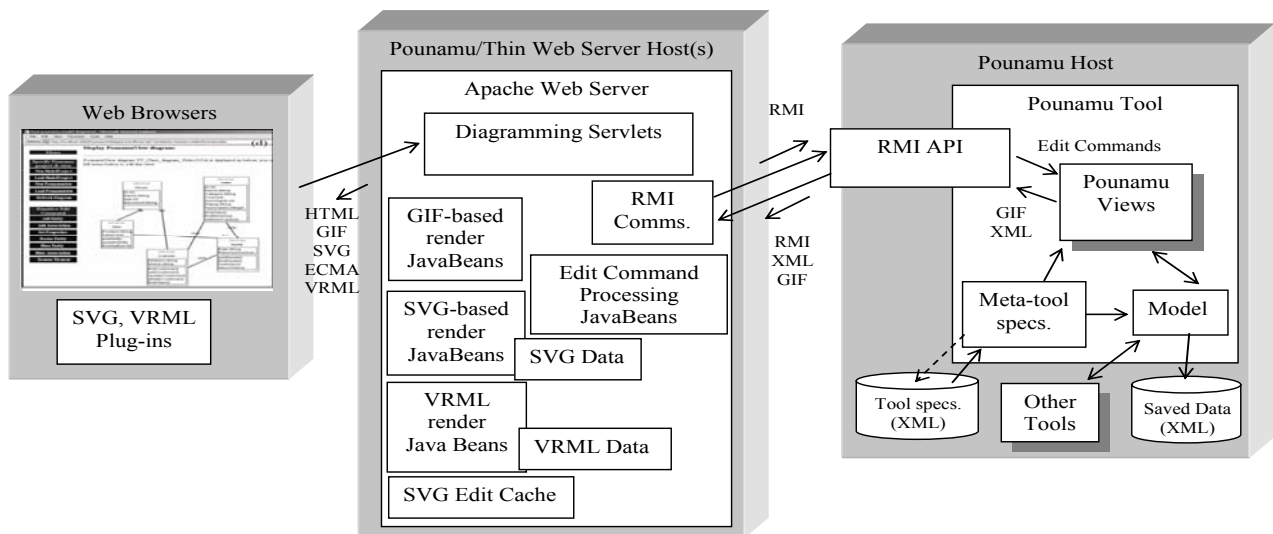 Web Browsers
Display PounamuView diagram:
(d)
SVG, VRML
Plug-ins
HTML
GIF
SVG
ECMA
VRML
Pounamu/Thin Web Server Host(s)
Apache Web Server
Diagramming Servlets
RMI
Comms.
GIF-based
render
JavaBeans
Edit Command
Processing
JavaBeans
SVG-based
render
JavaBeans
SVG Data
VRML
render
Java Beans
VRML Data
SVG Edit Cache
RMI
RMI
XML
GIF
Pounamu Host
Pounamu Tool
RMI API
Edit Commands
Pounamu
Views
GIF
XML
Meta-tool
specs.
Model
Tool specs.
(XML)
Other
Tools
Saved Data
(XML)